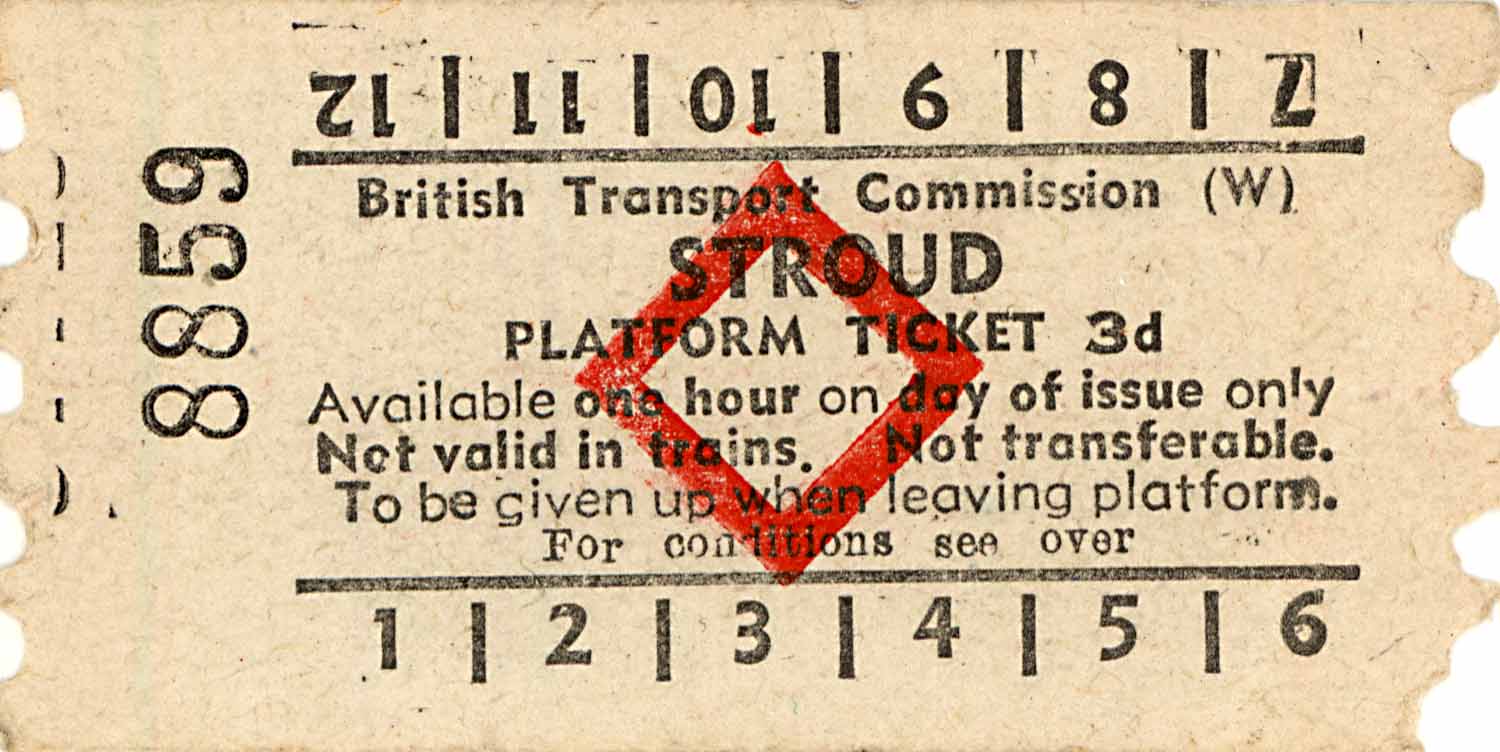 12 | 11 | 10 | 9 | 8 | 7
British Transport Commission (W)
STROUD
PLATFORM TICKET 3d
Available one hour on day of issue only
Not valid in trains. Not transferable.
To be given up when leaving platform.
For conditions see over
1 | 2 | 3 | 4 | 5 | 6
8859